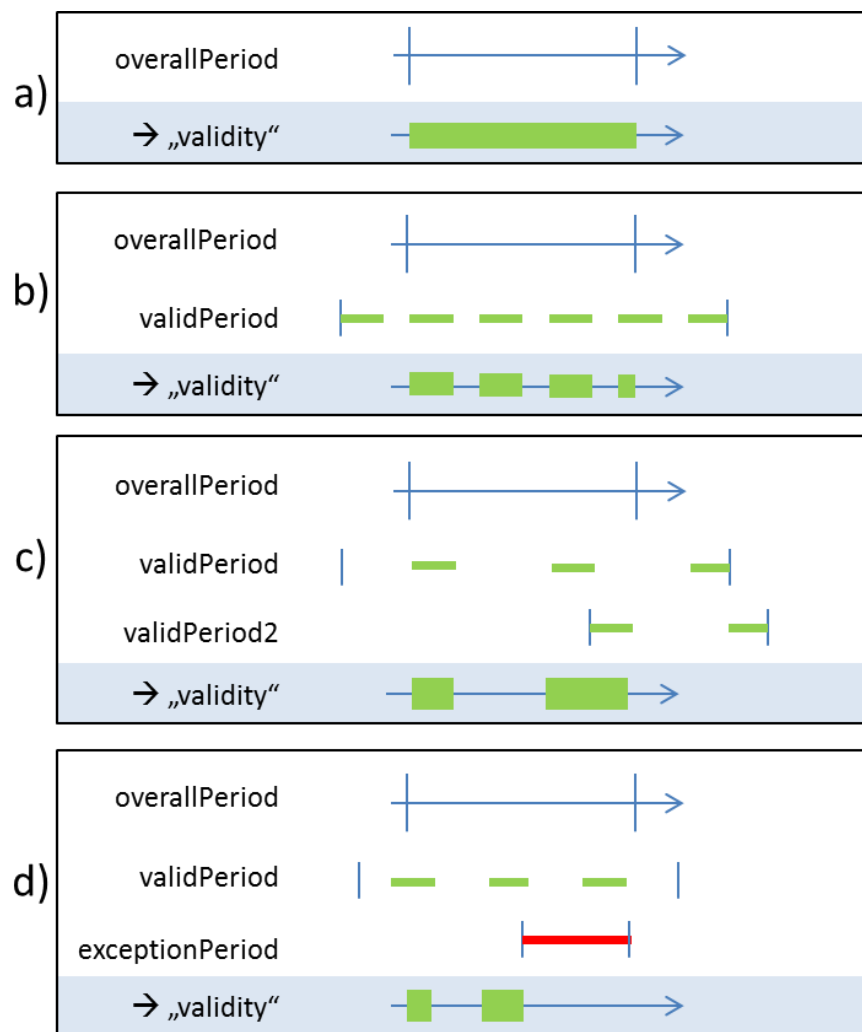 a)
overallPeriod
→ „validity“
b)
overallPeriod
validPeriod
→ „validity“
c)
overallPeriod
validPeriod
validPeriod2
→ „validity“
d)
overallPeriod
validPeriod
exceptionPeriod
→ „validity“